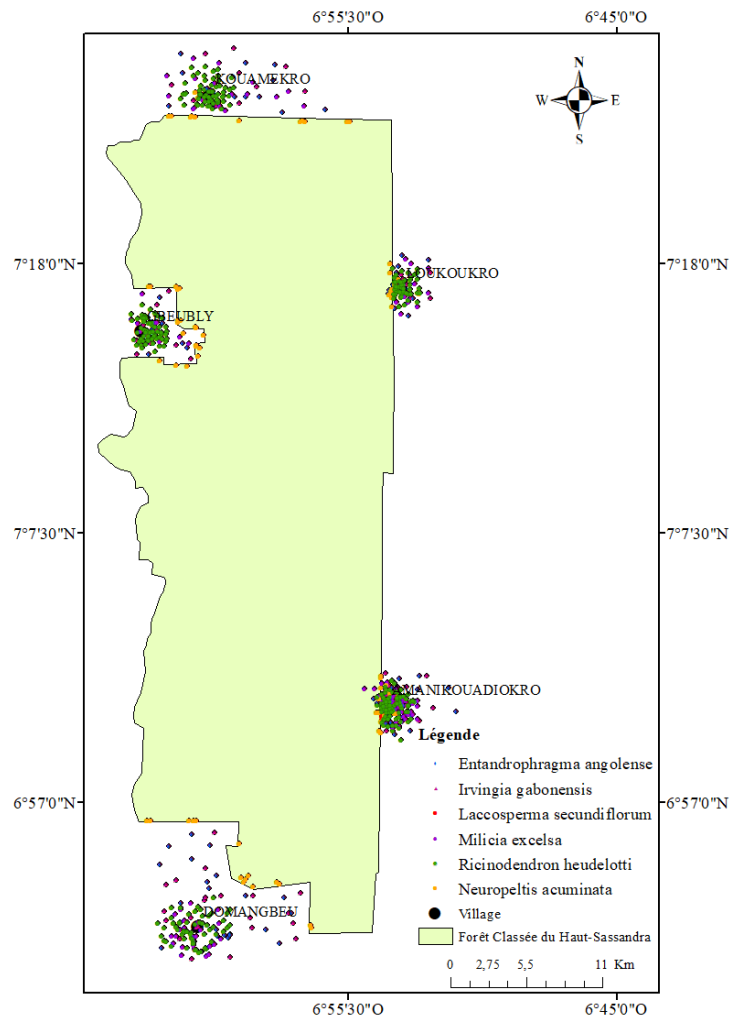 6°55'30"O 6°45'0"O
KOUAMEKRO
N
W E
S
7°18'0"N 7°18'0"N
LOUKOUKRO
GBEUBLY
7°7'30"N 7°7'30"N
AMANIKOUADIOKRO
Légende
Entandrophragma angolense
Irvingia gabonensis
6°57'0"N 6°57'0"N
Laccosperma secundiflorum
Milicia excelsa
Ricinodendron heudelotti
Neuropeltis acuminata
Village
DOMANGBEU
Forêt Classée du Haut-Sassandra
0 2,75 5,5 11 Km
6°55'30"O 6°45'0"O